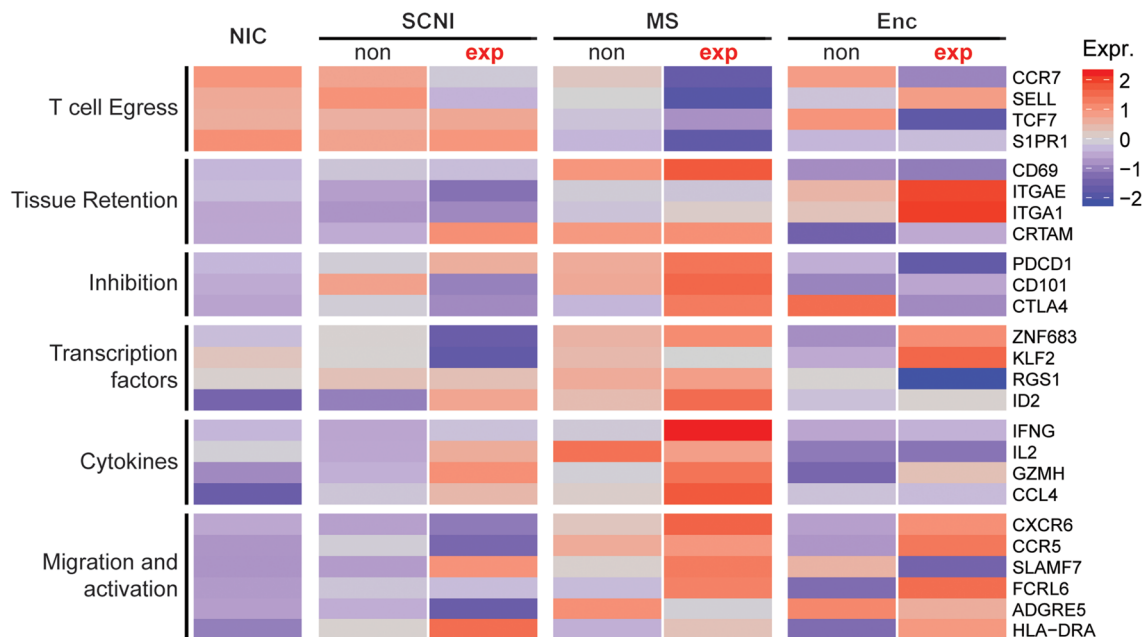 NIC SCNI MS Enc
non exp non exp non exp
Expr.
2
1
0
−1
−2
T cell Egress
CCR7
SELL
TCF7
S1PR1
Tissue Retention
CD69
ITGAE
ITGA1
CRTAM
Inhibition
PDCD1
CD101
CTLA4
Transcription
factors
ZNF683
KLF2
RGS1
ID2
Cytokines
IFNG
IL2
GZMH
CCL4
Migration and
activation
CXCR6
CCR5
SLAMF7
FCRL6
ADGRE5
HLA−DRA